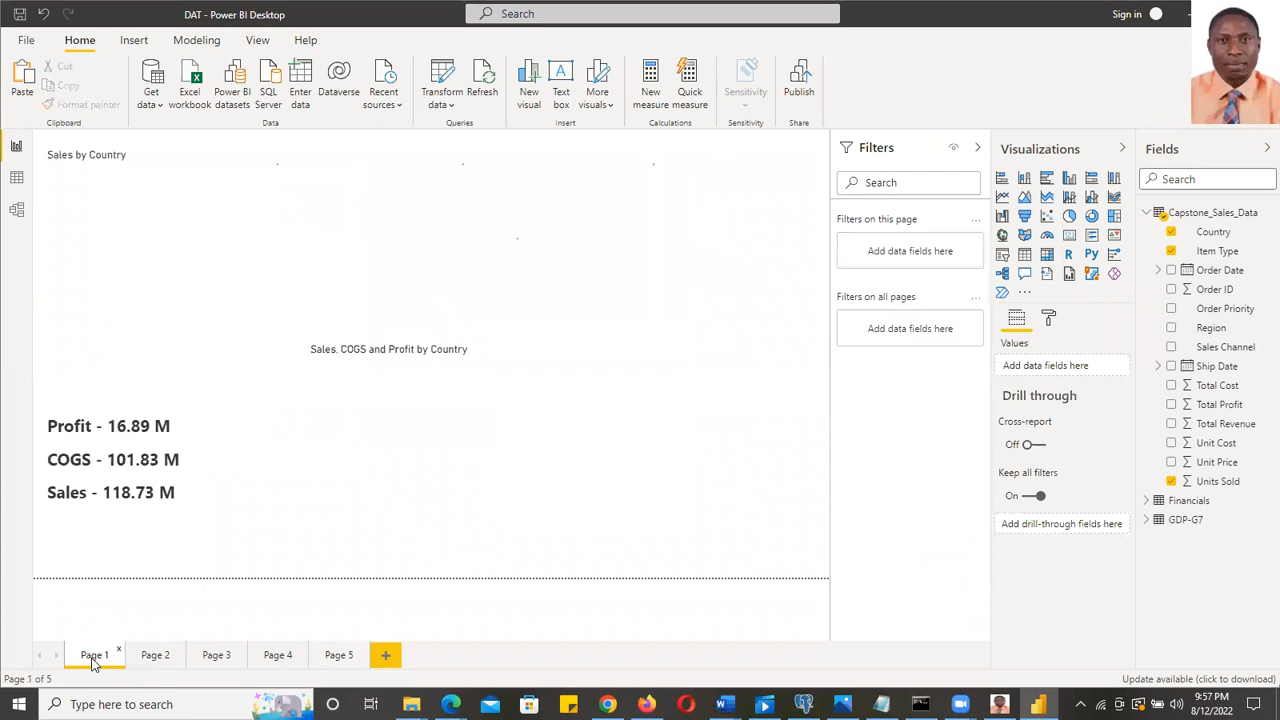 DAT - Power BI Desktop
Search
Sign in
File
Home
Insert
Modeling
View
Help
Paste
Cut
Copy
Format painter
Clipboard
Get data
Excel workbook
Power BI datasets
SQL Server
Enter data
Dataverse
Recent sources
Data
Transform data
Refresh
Queries
New visual
Text box
More visuals
Insert
New measure
Quick measure
Calculations
Sensitivity
Sensitivity
Publish
Share
Sales by Country
Sales, COGS and Profit by Country
Profit - 16.89 M
COGS - 101.83 M
Sales - 118.73 M
Filters
Search
Filters on this page
...
Add data fields here
Filters on all pages
...
Add data fields here
Visualizations
R
Py
...
Values
Add data fields here
Drill through
Cross-report
Off
Keep all filters
On
Add drill-through fields here
Fields
Search
Capstone_Sales_Data
Country
Item Type
Order Date
Σ Order ID
Order Priority
Region
Sales Channel
Ship Date
Σ Total Cost
Σ Total Profit
Σ Total Revenue
Σ Unit Cost
Σ Unit Price
Σ Units Sold
Financials
GDP-G7
Page 1
Page 2
Page 3
Page 4
Page 5
+
Page 1 of 5
Update available (click to download)
Type here to search
9:57 PM
8/12/2022